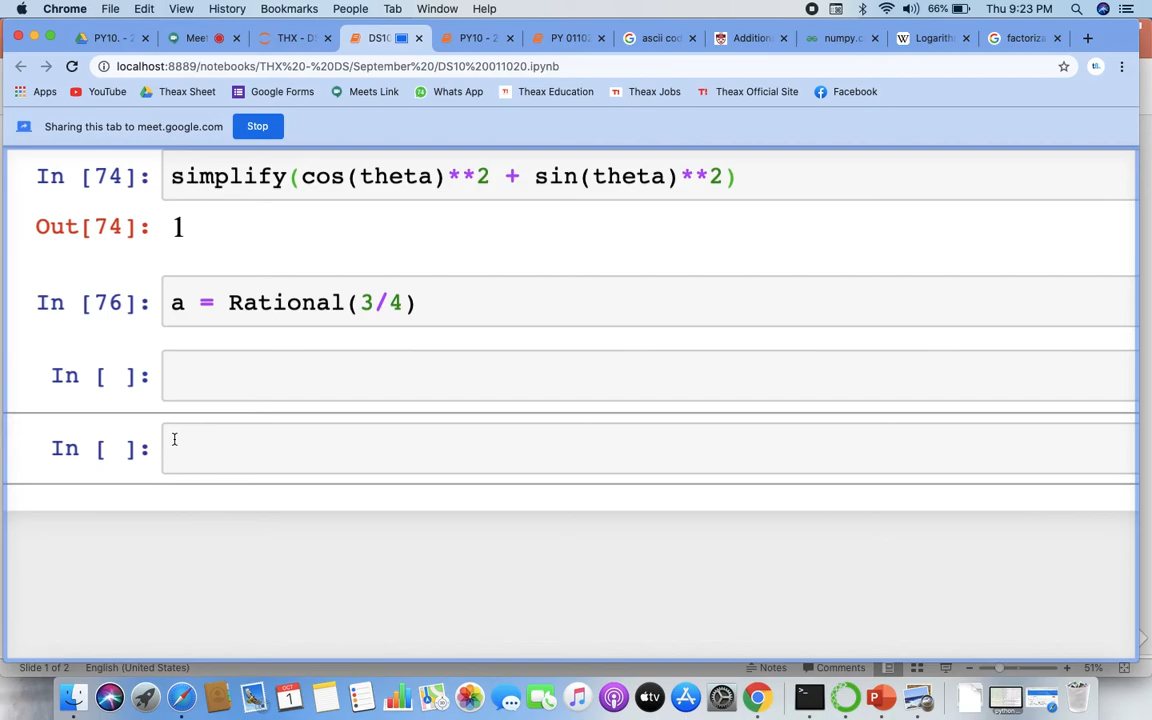 Chrome File Edit View History Bookmarks People Tab Window Help 66% Thu 9:23 PM
PY10. - 2 Meet THX - DS DS10 PY10 - 2 PY 01102 ascii cod Addition numpy.c Logarith factoriza
localhost:8889/notebooks/THX%20-%20DS/September%20/DS10%20011020.ipynb
Apps YouTube Theax Sheet Google Forms Meets Link Whats App Theax Education Theax Jobs Theax Official Site Facebook
Sharing this tab to meet.google.com Stop
In [74]: simplify(cos(theta)**2 + sin(theta)**2)
Out[74]: 1
In [76]: a = Rational(3/4)
In [ ]:
In [ ]:
Slide 1 of 2 English (United States) Notes Comments 51%
OCT 1 tv